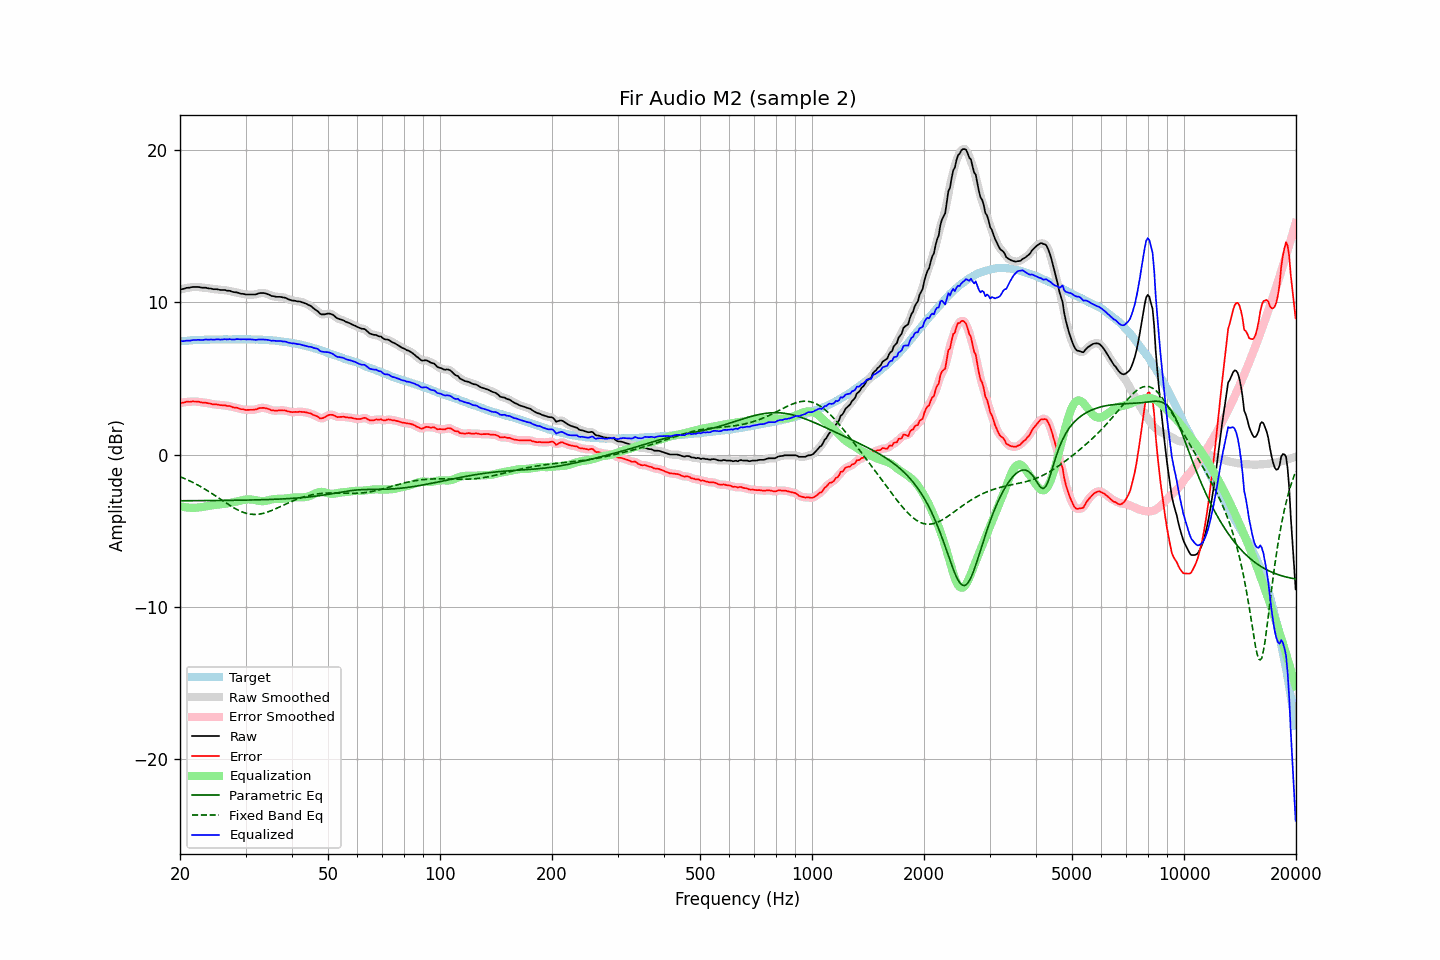 Fir Audio M2 (sample 2)
Amplitude (dBr)
20
10
0
−10
−20
Target
Raw Smoothed
Error Smoothed
Raw
Error
Equalization
Parametric Eq
Fixed Band Eq
Equalized
20 50 100 200 500 1000 2000 5000 10000 20000
Frequency (Hz)